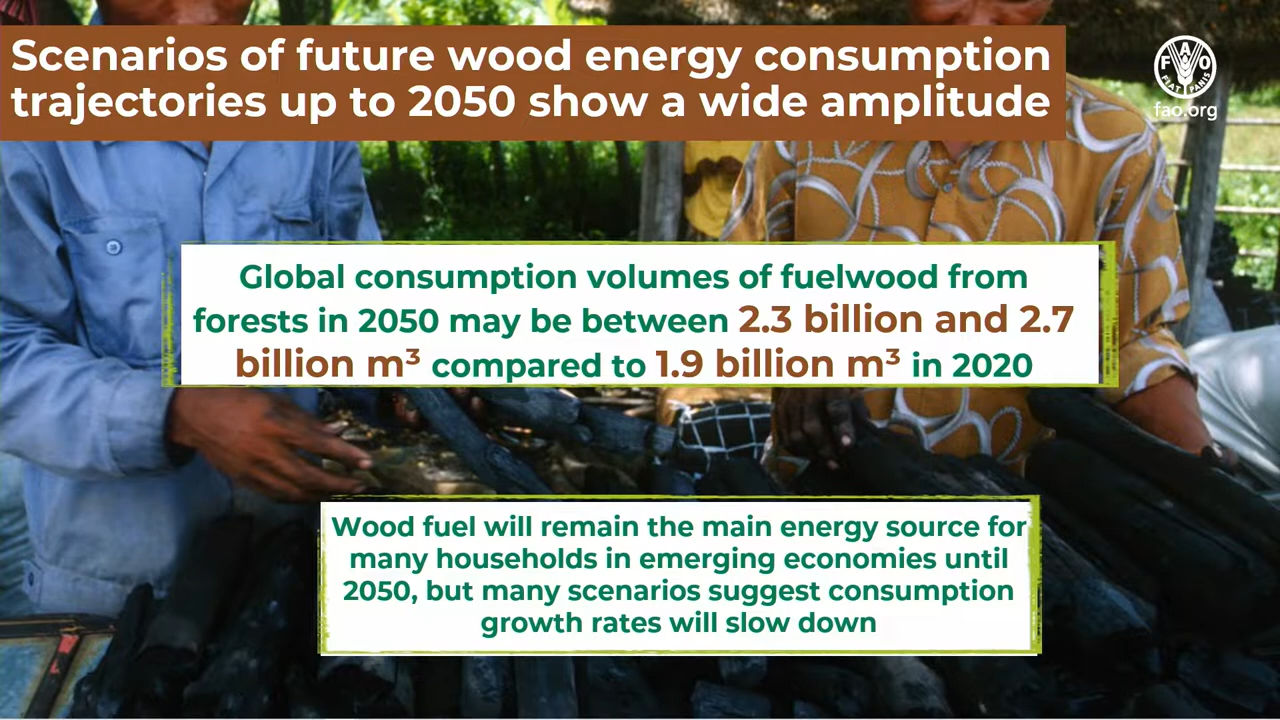 Scenarios of future wood energy consumption
trajectories up to 2050 show a wide amplitude
F A O
FIAT PANIS
fao.org
Global consumption volumes of fuelwood from
forests in 2050 may be between 2.3 billion and 2.7
billion m³ compared to 1.9 billion m³ in 2020
Wood fuel will remain the main energy source for
many households in emerging economies until
2050, but many scenarios suggest consumption
growth rates will slow down